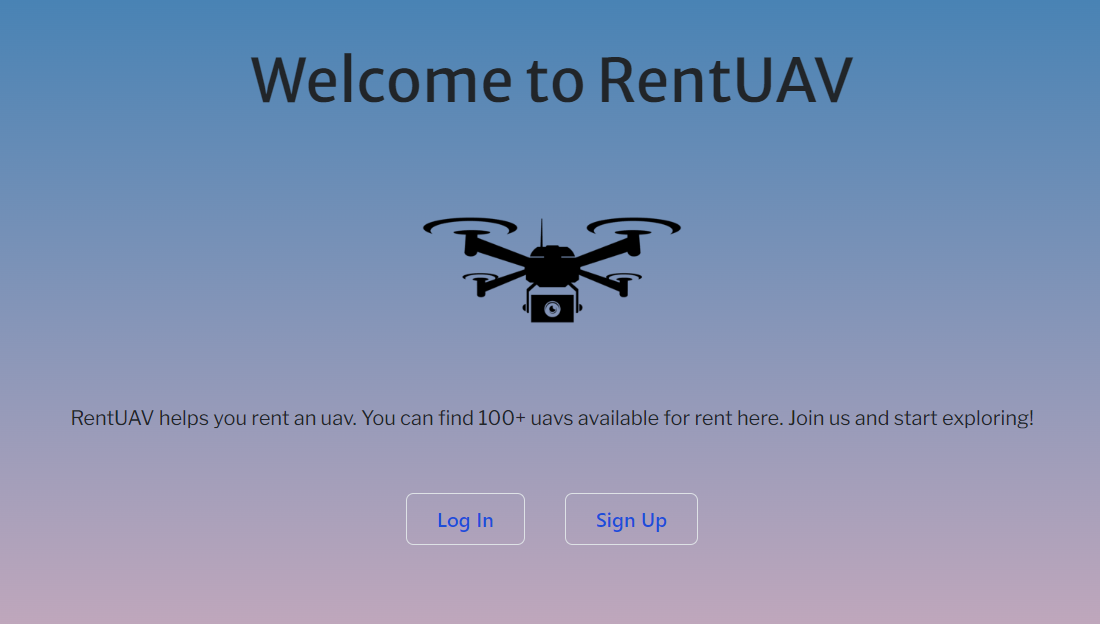 Welcome to RentUAV
RentUAV helps you rent an uav. You can find 100+ uavs available for rent here. Join us and start exploring!
Log In
Sign Up